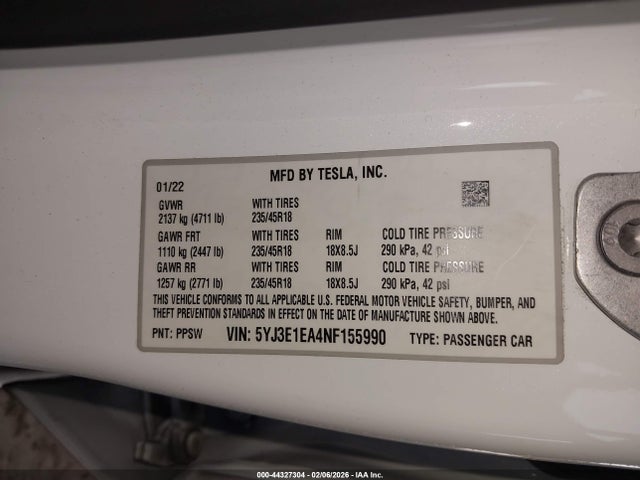 MFD BY TESLA, INC.
01/22
GVWR WITH TIRES
2137 kg (4711 lb) 235/45R18
GAWR FRT WITH TIRES RIM COLD TIRE PRESSURE
1110 kg (2447 lb) 235/45R18 18X8.5J 290 kPa, 42 psi
GAWR RR WITH TIRES RIM COLD TIRE PRESSURE
1257 kg (2771 lb) 235/45R18 18X8.5J 290 kPa, 42 psi
THIS VEHICLE CONFORMS TO ALL APPLICABLE U.S. FEDERAL MOTOR VEHICLE SAFETY, BUMPER, AND
THEFT PREVENTION STANDARDS IN EFFECT ON THE DATE OF MANUFACTURE SHOWN ABOVE.
PNT: PPSW VIN: 5YJ3E1EA4NF155990 TYPE: PASSENGER CAR
000-44327304 - 02/06/2026 - IAA Inc.